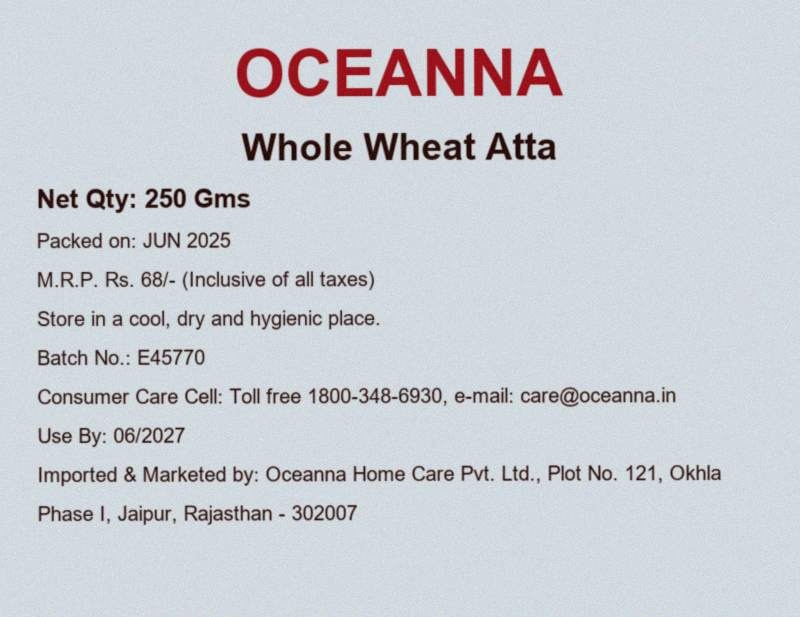 OCEANNA
Whole Wheat Atta
Net Qty: 250 Gms
Packed on: JUN 2025
M.R.P. Rs. 68/- (Inclusive of all taxes)
Store in a cool, dry and hygienic place.
Batch No.: E45770
Consumer Care Cell: Toll free 1800-348-6930, e-mail: care@oceanna.in
Use By: 06/2027
Imported & Marketed by: Oceanna Home Care Pvt. Ltd., Plot No. 121, Okhla
Phase I, Jaipur, Rajasthan - 302007